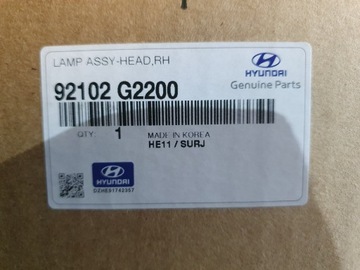 LAMP ASSY-HEAD,RH
HYUNDAI
Genuine Parts
92102 G2200
QTY: 1
MADE IN KOREA
HE11 / SURJ
HYUNDAI